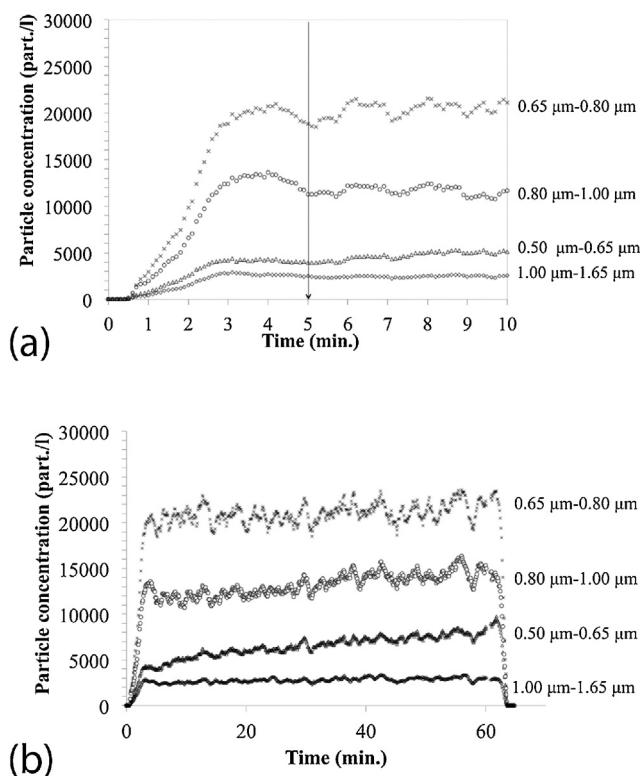 Particle concentration (part./l)
30000
25000
20000
15000
10000
5000
0
0 1 2 3 4 5 6 7 8 9 10
Time (min.)
0.65 µm-0.80 µm
0.80 µm-1.00 µm
0.50 µm-0.65 µm
1.00 µm-1.65 µm
(a)
Particle concentration (part./l)
30000
25000
20000
15000
10000
5000
0
0 20 40 60
Time (min.)
0.65 µm-0.80 µm
0.80 µm-1.00 µm
0.50 µm-0.65 µm
1.00 µm-1.65 µm
(b)